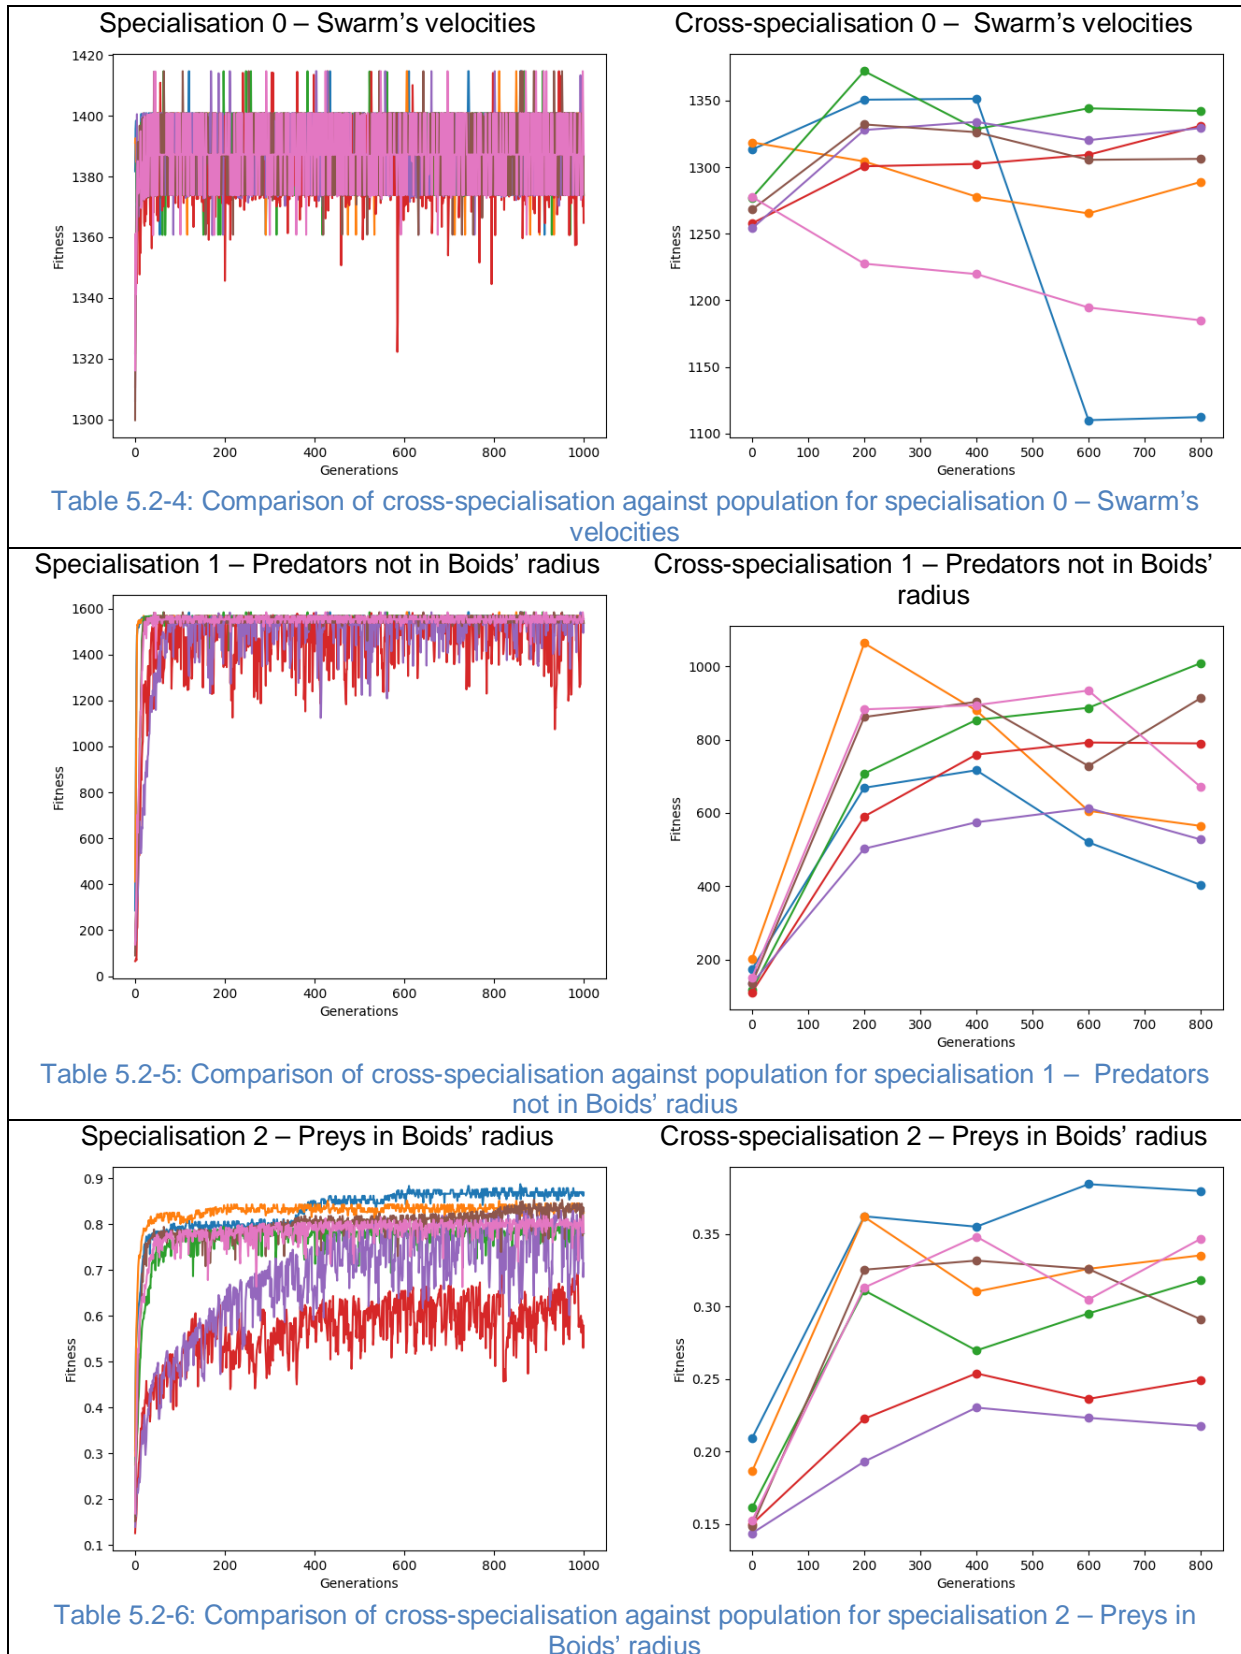 Specialisation 0 – Swarm's velocities
1420
1400
1380
1360
1340
1320
1300
Fitness
0 200 400 600 800 1000
Generations
Cross-specialisation 0 – Swarm's velocities
1350
1300
1250
1200
1150
1100
Fitness
0 100 200 300 400 500 600 700 800
Generations
Table 5.2-4: Comparison of cross-specialisation against population for specialisation 0 – Swarm's
velocities
Specialisation 1 – Predators not in Boids' radius
1600
1400
1200
1000
800
600
400
200
0
Fitness
0 200 400 600 800 1000
Generations
Cross-specialisation 1 – Predators not in Boids'
radius
1000
800
600
400
200
Fitness
0 100 200 300 400 500 600 700 800
Generations
Table 5.2-5: Comparison of cross-specialisation against population for specialisation 1 – Predators
not in Boids' radius
Specialisation 2 – Preys in Boids' radius
0.9
0.8
0.7
0.6
0.5
0.4
0.3
0.2
0.1
Fitness
0 200 400 600 800 1000
Generations
Cross-specialisation 2 – Preys in Boids' radius
0.35
0.30
0.25
0.20
0.15
Fitness
0 100 200 300 400 500 600 700 800
Generations
Table 5.2-6: Comparison of cross-specialisation against population for specialisation 2 – Preys in
Boids' radius